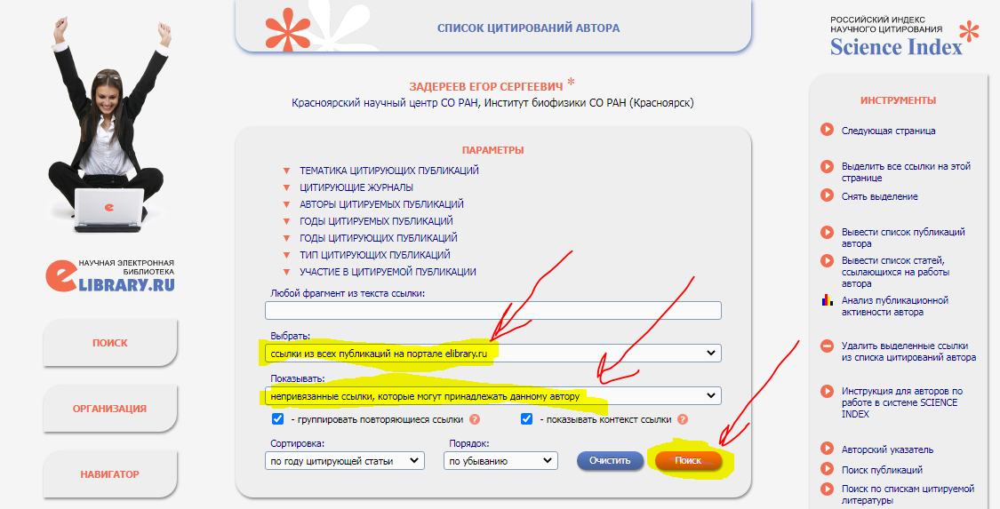 СПИСОК ЦИТИРОВАНИЙ АВТОРА
РОССИЙСКИЙ ИНДЕКС
НАУЧНОГО ЦИТИРОВАНИЯ
Science Index
ЗАДЕРЕЕВ ЕГОР СЕРГЕЕВИЧ *
Красноярский научный центр СО РАН, Институт биофизики СО РАН (Красноярск)
e
НАУЧНАЯ ЭЛЕКТРОННАЯ
БИБЛИОТЕКА
eLIBRARY.RU
ПОИСК
ОРГАНИЗАЦИЯ
НАВИГАТОР
ПАРАМЕТРЫ
ТЕМАТИКА ЦИТИРУЮЩИХ ПУБЛИКАЦИЙ
ЦИТИРУЮЩИЕ ЖУРНАЛЫ
АВТОРЫ ЦИТИРУЕМЫХ ПУБЛИКАЦИЙ
ГОДЫ ЦИТИРУЕМЫХ ПУБЛИКАЦИЙ
ГОДЫ ЦИТИРУЮЩИХ ПУБЛИКАЦИЙ
ТИП ЦИТИРУЮЩИХ ПУБЛИКАЦИЙ
УЧАСТИЕ В ЦИТИРУЕМОЙ ПУБЛИКАЦИИ
Любой фрагмент из текста ссылки:
Выбрать:
ссылки из всех публикаций на портале elibrary.ru
Показывать:
непривязанные ссылки, которые могут принадлежать данному автору
- группировать повторяющиеся ссылки ? - показывать контекст ссылки ?
Сортировка: Порядок:
по году цитирующей статьи по убыванию Очистить Поиск
ИНСТРУМЕНТЫ
Следующая страница
Выделить все ссылки на этой
странице
Снять выделение
Вывести список публикаций
автора
Вывести список статей,
ссылающихся на работы
автора
Анализ публикационной
активности автора
Удалить выделенные ссылки
из списка цитирований автора
Инструкция для авторов по
работе в системе SCIENCE
INDEX
Авторский указатель
Поиск публикаций
Поиск по спискам цитируемой
литературы